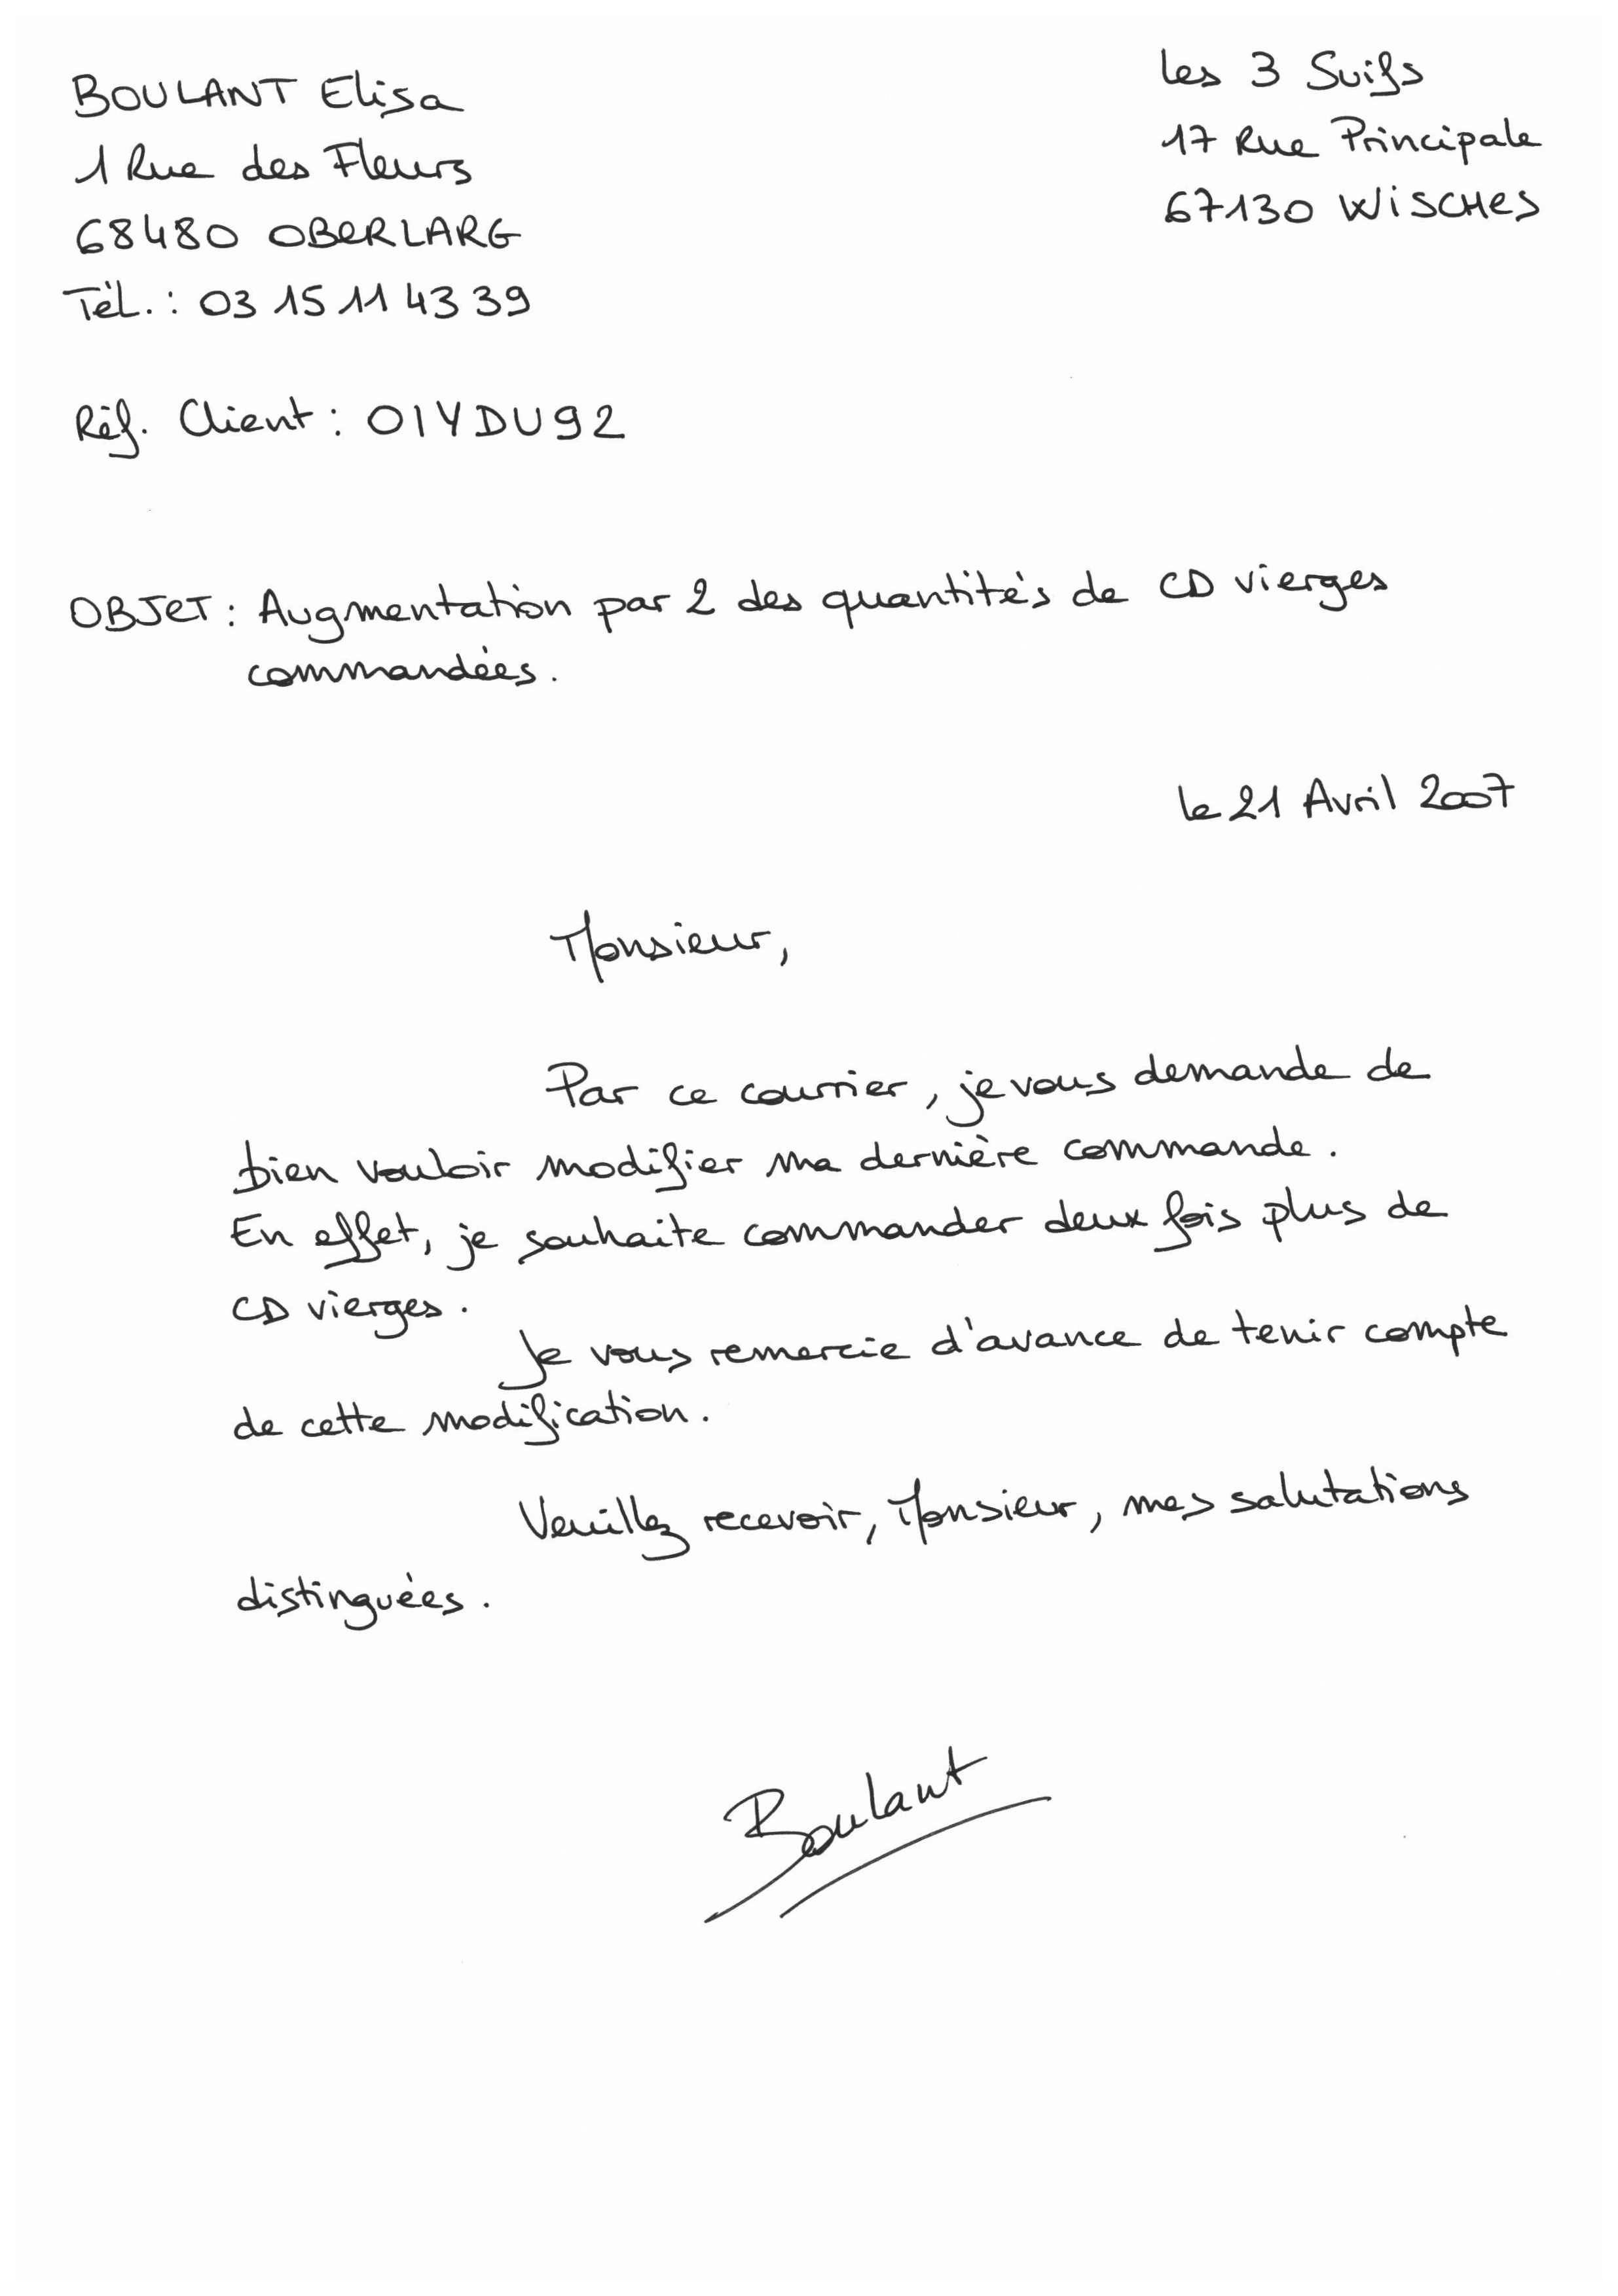 BOULANT Elisa
1 Rue des Fleurs
68480 OBERLARG
Tél. : 03 15 11 43 39
les 3 Suifs
17 Rue Principale
67130 WISCHES
Réf. Client : OIYDU92
OBJET : Augmentation par 2 des quantités de CD vierges
commandées.
le 21 Avril 2007
Monsieur,
Par ce courrier, je vous demande de
bien vouloir modifier ma dernière commande.
En effet, je souhaite commander deux fois plus de
CD vierges.
Je vous remercie d'avance de tenir compte
de cette modification.
Veuillez recevoir, Monsieur, mes salutations
distinguées.
Boulant